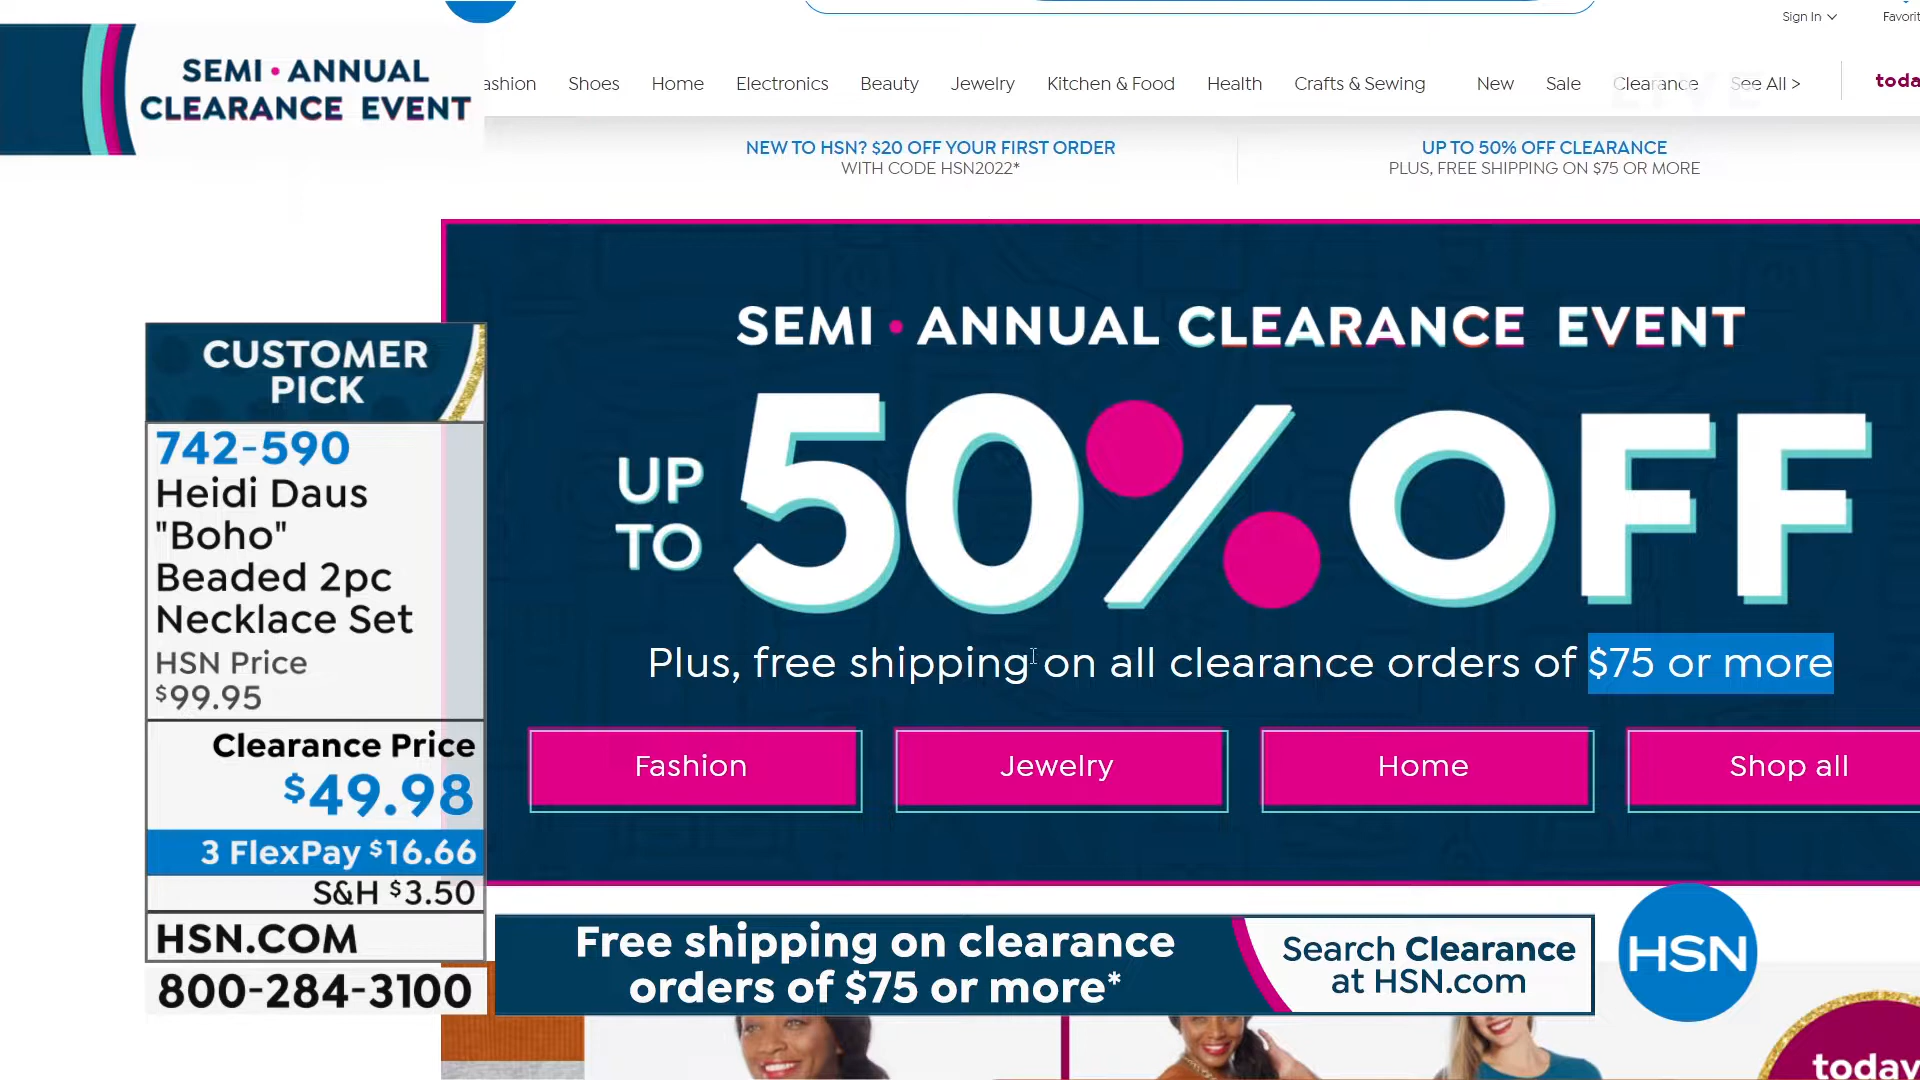 Sign In
SEMI • ANNUAL
CLEARANCE EVENT
Shoes
Home
Electronics
Beauty
Jewelry
Kitchen & Food
Health
Crafts & Sewing
New
Sale
Clearance
See All >
NEW TO HSN? $20 OFF YOUR FIRST ORDER
WITH CODE HSN2022*
UP TO 50% OFF CLEARANCE
PLUS, FREE SHIPPING ON $75 OR MORE
SEMI • ANNUAL CLEARANCE EVENT
UP TO 50% OFF
Plus, free shipping on all clearance orders of $75 or more
Fashion
Jewelry
Home
Shop all
CUSTOMER
PICK
742-590
Heidi Daus
"Boho"
Beaded 2pc
Necklace Set
HSN Price
$99.95
Clearance Price
$49.98
3 FlexPay $16.66
S&H $3.50
HSN.COM
800-284-3100
Free shipping on clearance
orders of $75 or more*
Search Clearance
at HSN.com
HSN
today